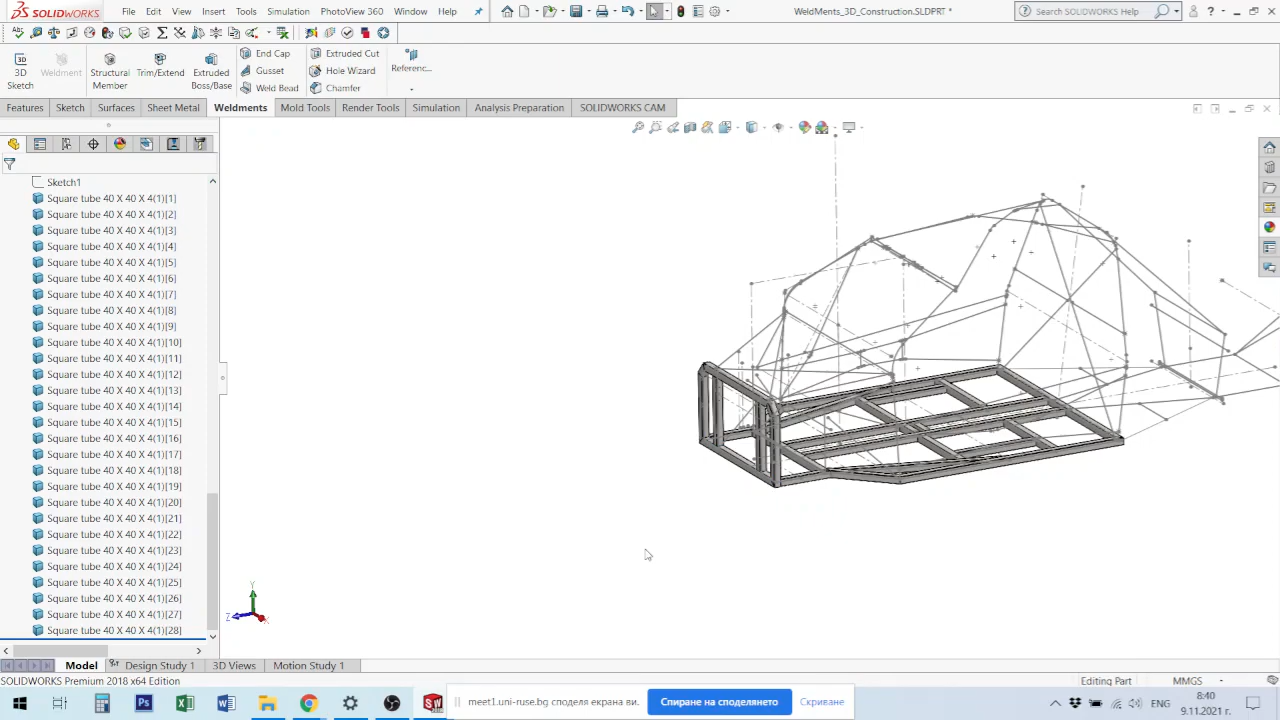 SOLIDWORKS File Edit View Insert Tools Simulation PhotoView 360 Window Help WeldMents_3D_Construction.SLDPRT * Search SOLIDWORKS Help
3D Sketch
Weldment
Structural Member
Trim/Extend
Extruded Boss/Base
End Cap
Gusset
Weld Bead
Extruded Cut
Hole Wizard
Chamfer
Referenc...
Features Sketch Surfaces Sheet Metal Weldments Mold Tools Render Tools Simulation Analysis Preparation SOLIDWORKS CAM
Sketch1
Square tube 40 X 40 X 4(1)[1]
Square tube 40 X 40 X 4(1)[2]
Square tube 40 X 40 X 4(1)[3]
Square tube 40 X 40 X 4(1)[4]
Square tube 40 X 40 X 4(1)[5]
Square tube 40 X 40 X 4(1)[6]
Square tube 40 X 40 X 4(1)[7]
Square tube 40 X 40 X 4(1)[8]
Square tube 40 X 40 X 4(1)[9]
Square tube 40 X 40 X 4(1)[10]
Square tube 40 X 40 X 4(1)[11]
Square tube 40 X 40 X 4(1)[12]
Square tube 40 X 40 X 4(1)[13]
Square tube 40 X 40 X 4(1)[14]
Square tube 40 X 40 X 4(1)[15]
Square tube 40 X 40 X 4(1)[16]
Square tube 40 X 40 X 4(1)[17]
Square tube 40 X 40 X 4(1)[18]
Square tube 40 X 40 X 4(1)[19]
Square tube 40 X 40 X 4(1)[20]
Square tube 40 X 40 X 4(1)[21]
Square tube 40 X 40 X 4(1)[22]
Square tube 40 X 40 X 4(1)[23]
Square tube 40 X 40 X 4(1)[24]
Square tube 40 X 40 X 4(1)[25]
Square tube 40 X 40 X 4(1)[26]
Square tube 40 X 40 X 4(1)[27]
Square tube 40 X 40 X 4(1)[28]
Y
Z X
Model Design Study 1 3D Views Motion Study 1
SOLIDWORKS Premium 2018 x64 Edition Editing Part MMGS
meet1.uni-ruse.bg споделя екрана ви. Спиране на споделянето Скриване
ЕНГ
8:40
9.11.2021 г.